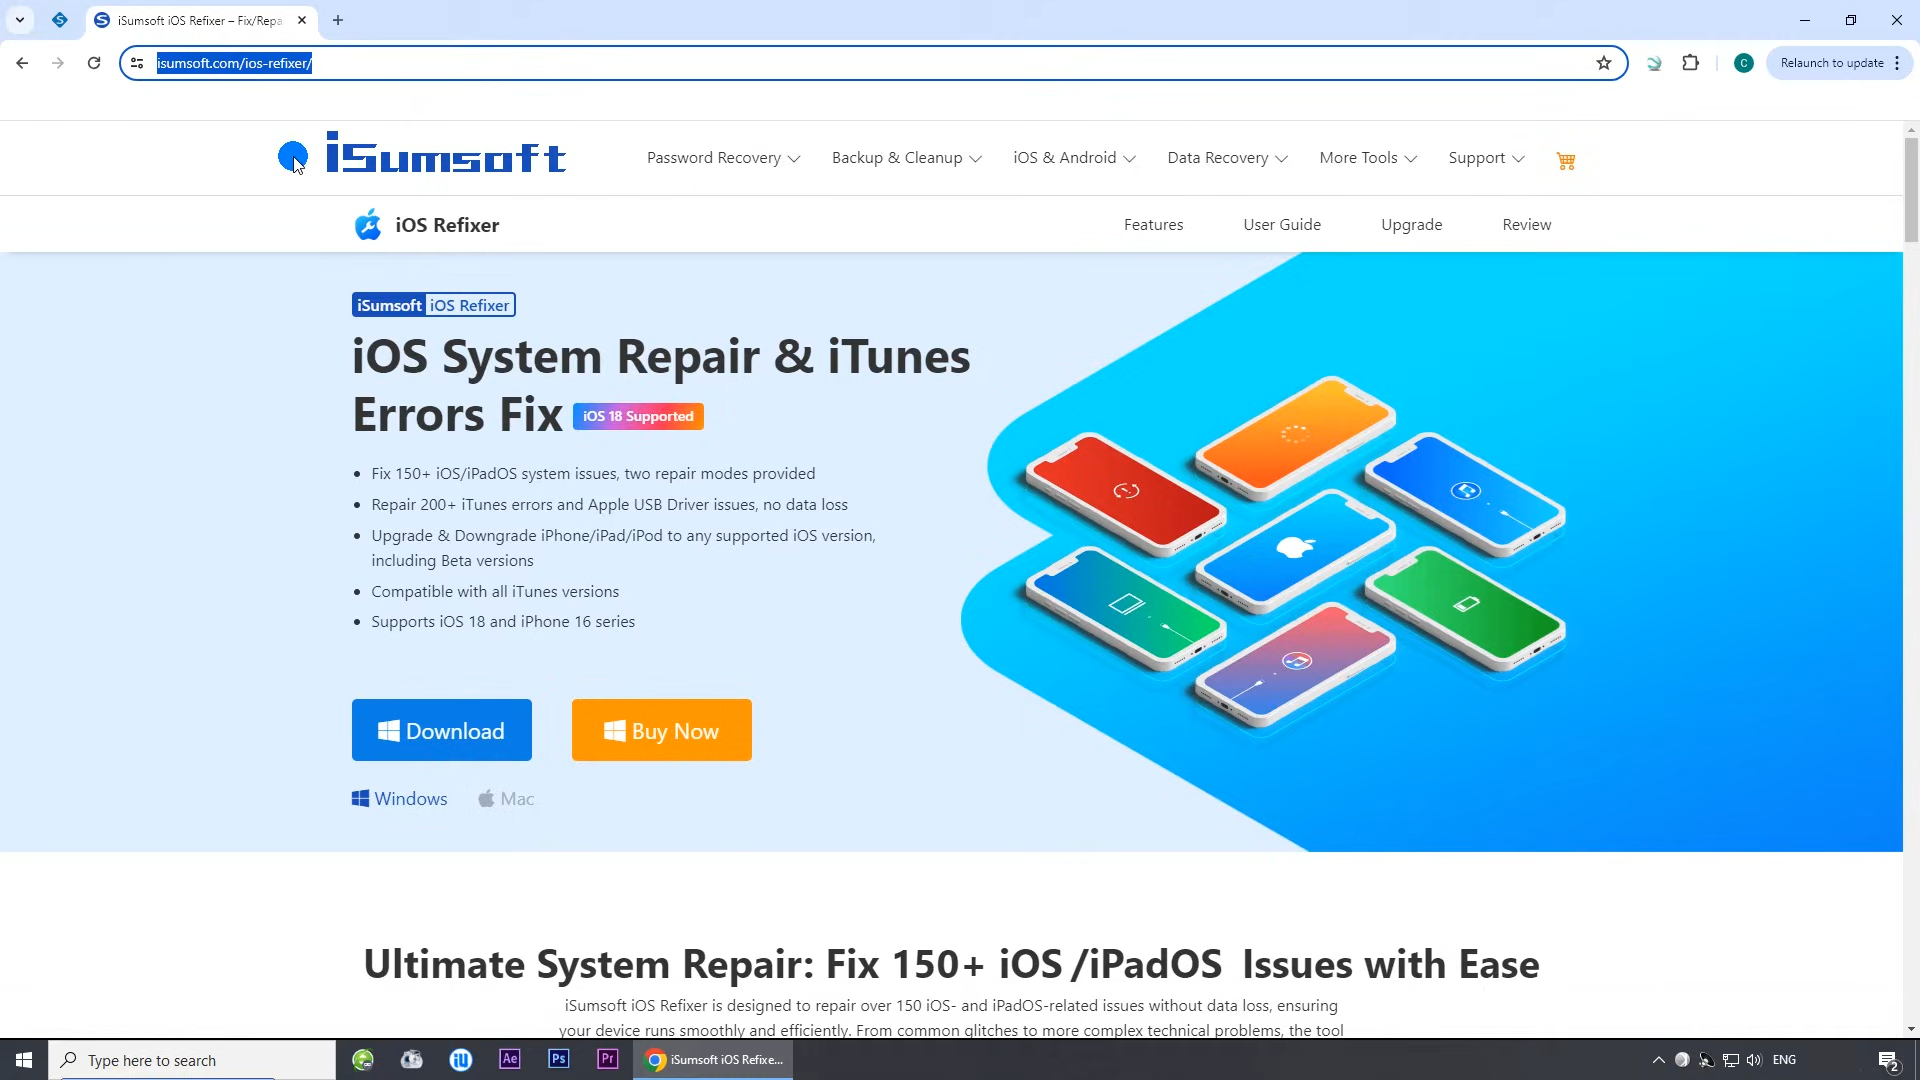 iSumsoft iOS Refixer – Fix/Repa
isumsoft.com/ios-refixer/
C
Relaunch to update
iSumsoft
Password Recovery
Backup & Cleanup
iOS & Android
Data Recovery
More Tools
Support
iOS Refixer
Features
User Guide
Upgrade
Review
iSumsoft iOS Refixer
iOS System Repair & iTunes
Errors Fix iOS 18 Supported
Fix 150+ iOS/iPadOS system issues, two repair modes provided
Repair 200+ iTunes errors and Apple USB Driver issues, no data loss
Upgrade & Downgrade iPhone/iPad/iPod to any supported iOS version,
including Beta versions
Compatible with all iTunes versions
Supports iOS 18 and iPhone 16 series
Download
Buy Now
Windows
Mac
Ultimate System Repair: Fix 150+ iOS /iPadOS Issues with Ease
iSumsoft iOS Refixer is designed to repair over 150 iOS- and iPadOS-related issues without data loss, ensuring
your device runs smoothly and efficiently. From common glitches to more complex technical problems, the tool
Type here to search
iU
Ae
Ps
Pr
iSumsoft iOS Refixe...
ENG
2